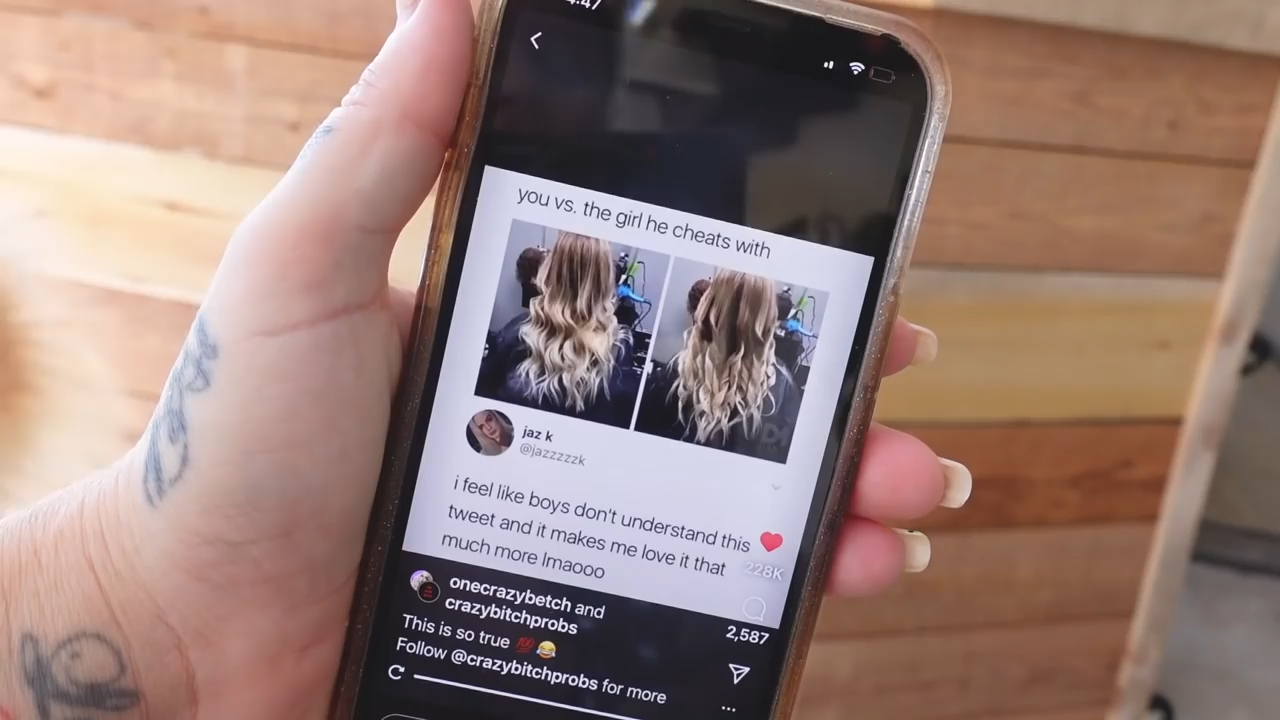 4:47
you vs. the girl he cheats with
jaz k
@jazzzzzk
i feel like boys don't understand this
tweet and it makes me love it that
much more lmaooo
228K
onecrazybetch and
crazybitchprobs
2,587
This is so true 💯😂
Follow @crazybitchprobs for more
...